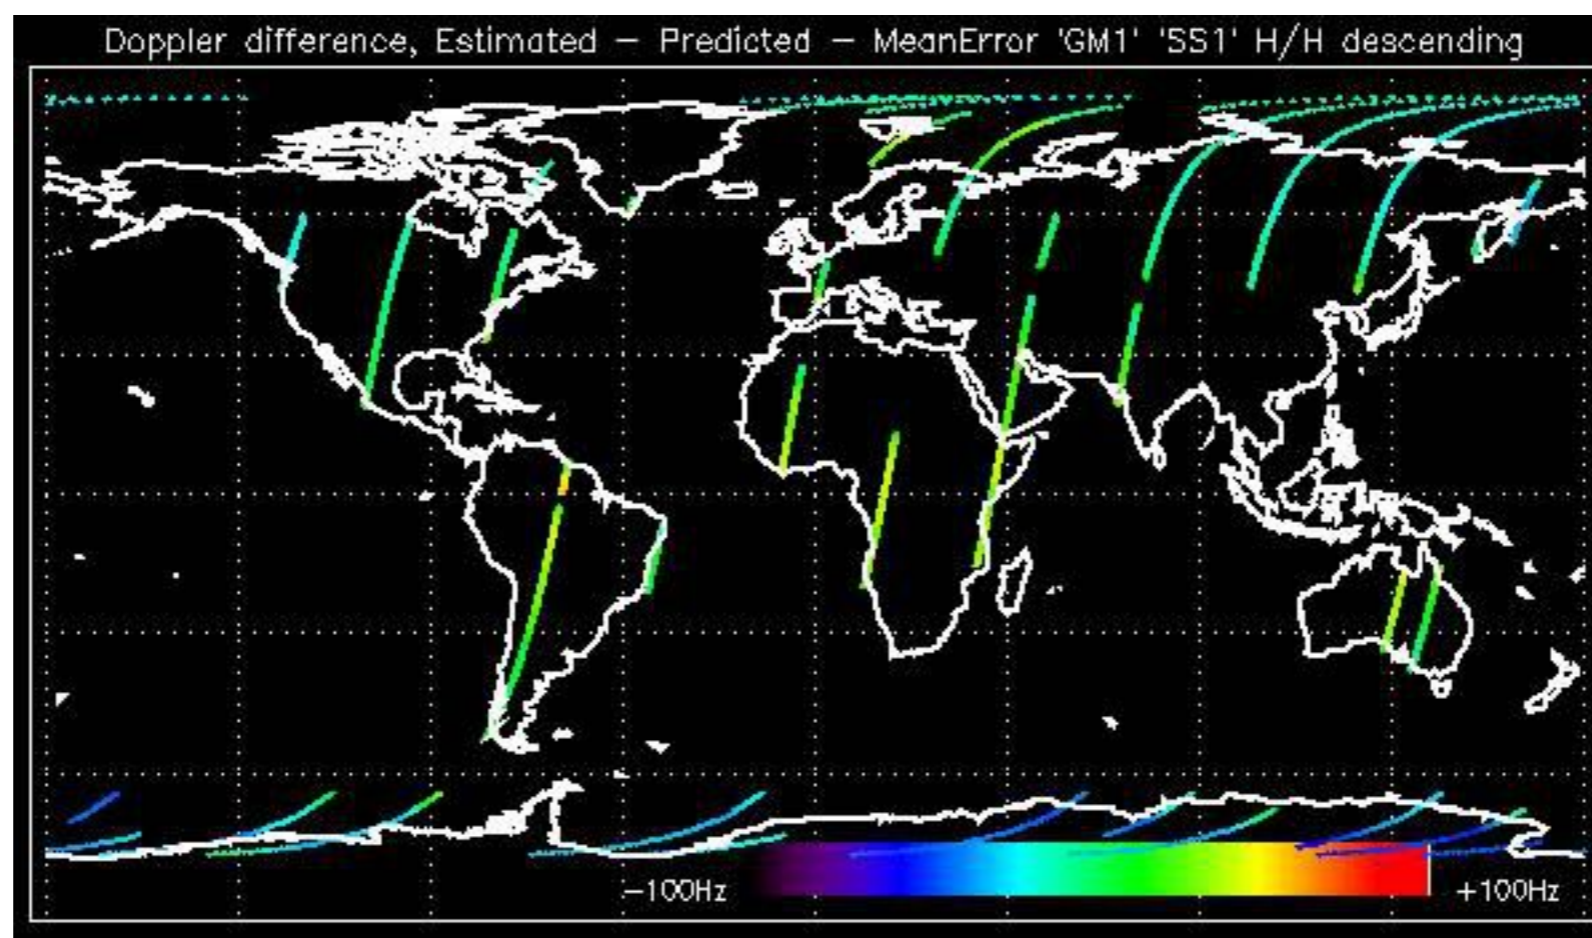 Doppler difference, Estimated – Predicted – MeanError 'GM1' 'SS1' H/H descending
–100Hz +100Hz